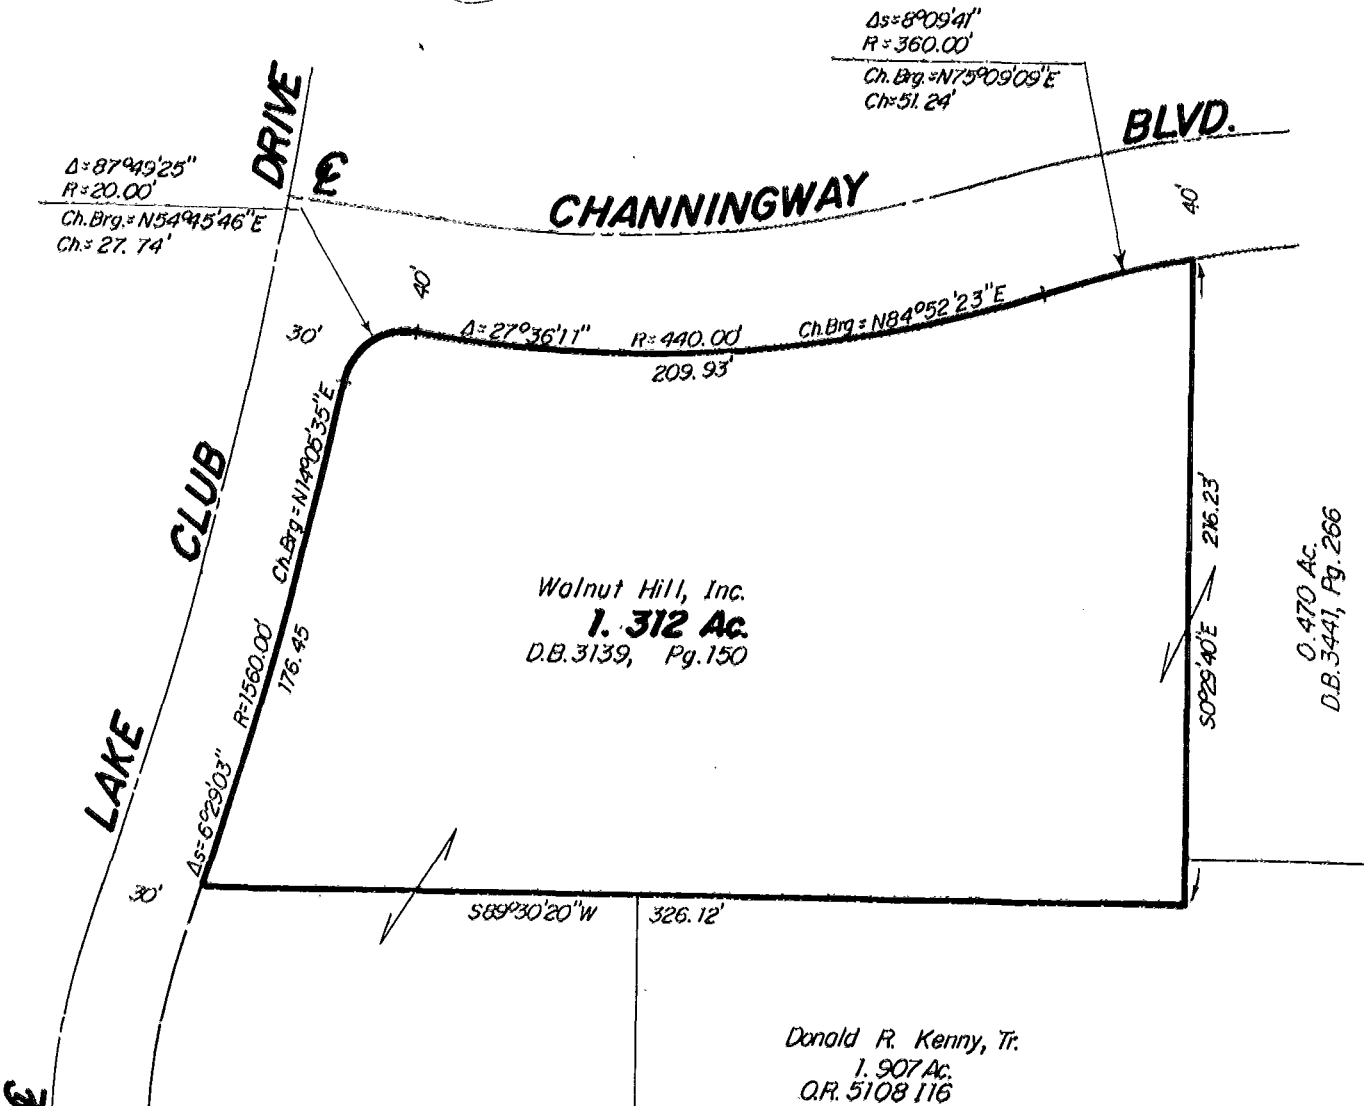 Δs=8°09'41"
R=360.00'
Ch.Brg.=N75°09'09"E
Ch=51.24'
BLVD.
DRIVE
℄
Δ=87°49'25"
R=20.00'
Ch.Brg.=N54°45'46"E
Ch.=27.74'
CHANNINGWAY
40'
40'
30'
Δ=27°36'11" R=440.00' Ch.Brg=N84°52'23"E
209.93'
CLUB
Ch.Brg=N14°05'35"E
R=1560.00'
176.45
Δs=6°29'03"
LAKE
30'
Walnut Hill, Inc.
1.312 Ac.
D.B.3139, Pg.150
216.23'
S0°29'40"E
0.470 Ac.
D.B.3441, Pg.266
S89°30'20"W 326.12'
Donald R. Kenny, Tr.
1.907 Ac.
O.R. 5108 I16
℄